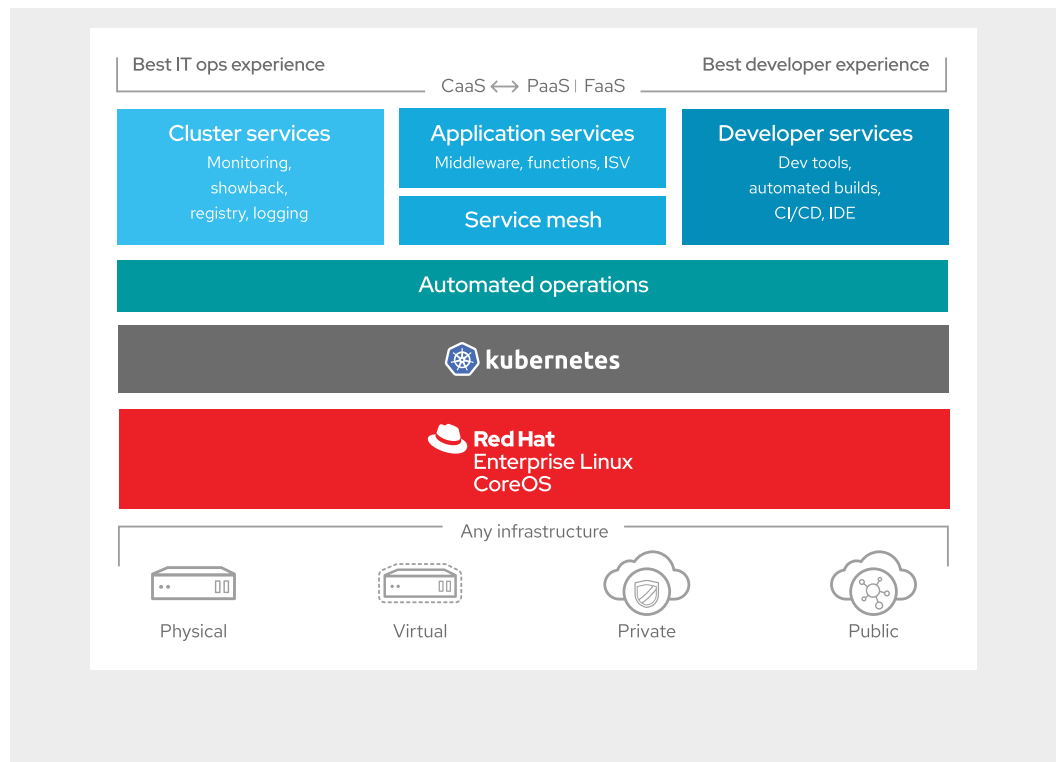 Best IT ops experience
Best developer experience
CaaS ↔ PaaS | FaaS
Cluster services
Monitoring,
showback,
registry, logging
Application services
Middleware, functions, ISV
Service mesh
Developer services
Dev tools,
automated builds,
CI/CD, IDE
Automated operations
kubernetes
Red Hat
Enterprise Linux
CoreOS
Any infrastructure
Physical
Virtual
Private
Public